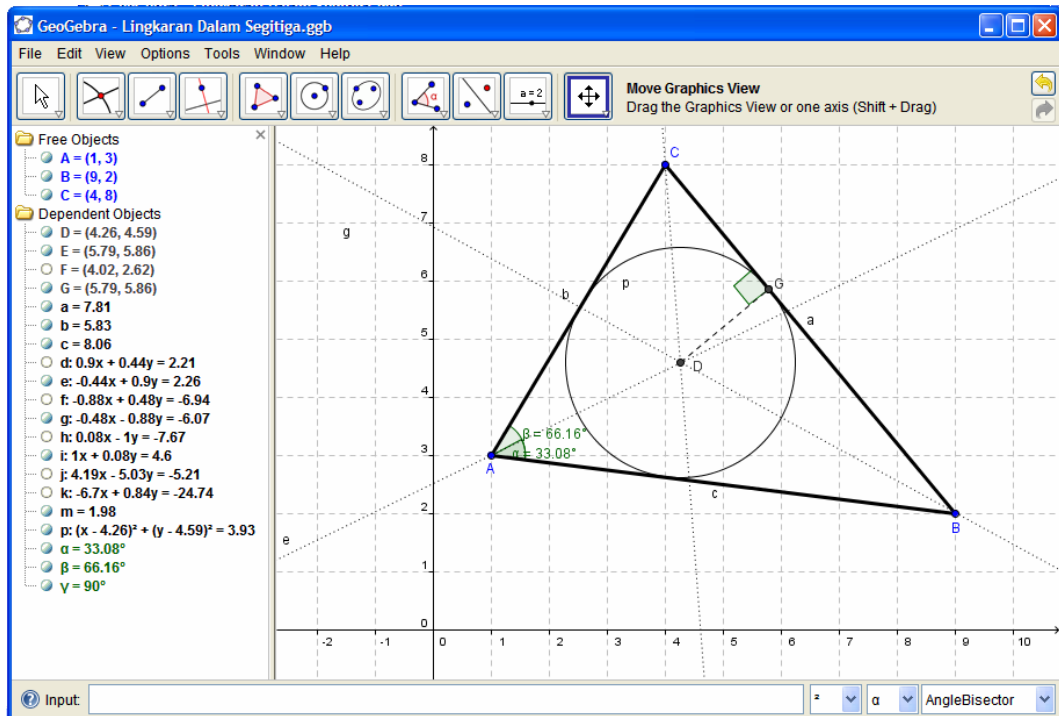 GeoGebra - Lingkaran Dalam Segitiga.ggb
File Edit View Options Tools Window Help
a = 2
Move Graphics View
Drag the Graphics View or one axis (Shift + Drag)
Free Objects
A = (1, 3)
B = (9, 2)
C = (4, 8)
Dependent Objects
D = (4.26, 4.59)
E = (5.79, 5.86)
F = (4.02, 2.62)
G = (5.79, 5.86)
a = 7.81
b = 5.83
c = 8.06
d: 0.9x + 0.44y = 2.21
e: -0.44x + 0.9y = 2.26
f: -0.88x + 0.48y = -6.94
g: -0.48x - 0.88y = -6.07
h: 0.08x - 1y = -7.67
i: 1x + 0.08y = 4.6
j: 4.19x - 5.03y = -5.21
k: -6.7x + 0.84y = -24.74
m = 1.98
p: (x - 4.26)² + (y - 4.59)² = 3.93
α = 33.08°
β = 66.16°
γ = 90°
8
C
7
g
6
p
G
b
a
5
D
4
β = 66.16°
3
α = 33.08°
A
c
2
B
e
1
0
-2 -1 0 1 2 3 4 5 6 7 8 9 10
Input:
² α AngleBisector